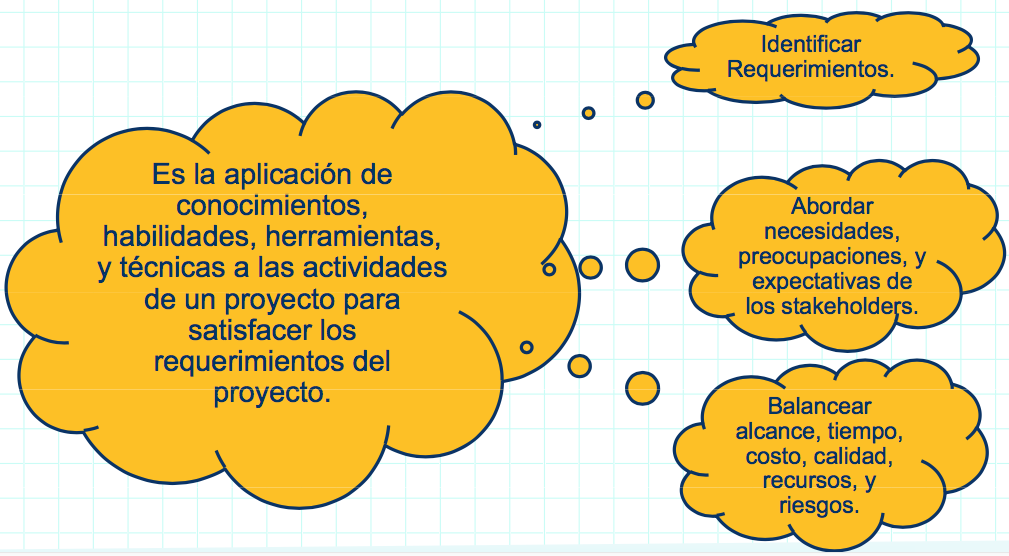 Es la aplicación de
conocimientos,
habilidades, herramientas,
y técnicas a las actividades
de un proyecto para
satisfacer los
requerimientos del
proyecto.
Identificar
Requerimientos.
Abordar
necesidades,
preocupaciones, y
expectativas de
los stakeholders.
Balancear
alcance, tiempo,
costo, calidad,
recursos, y
riesgos.